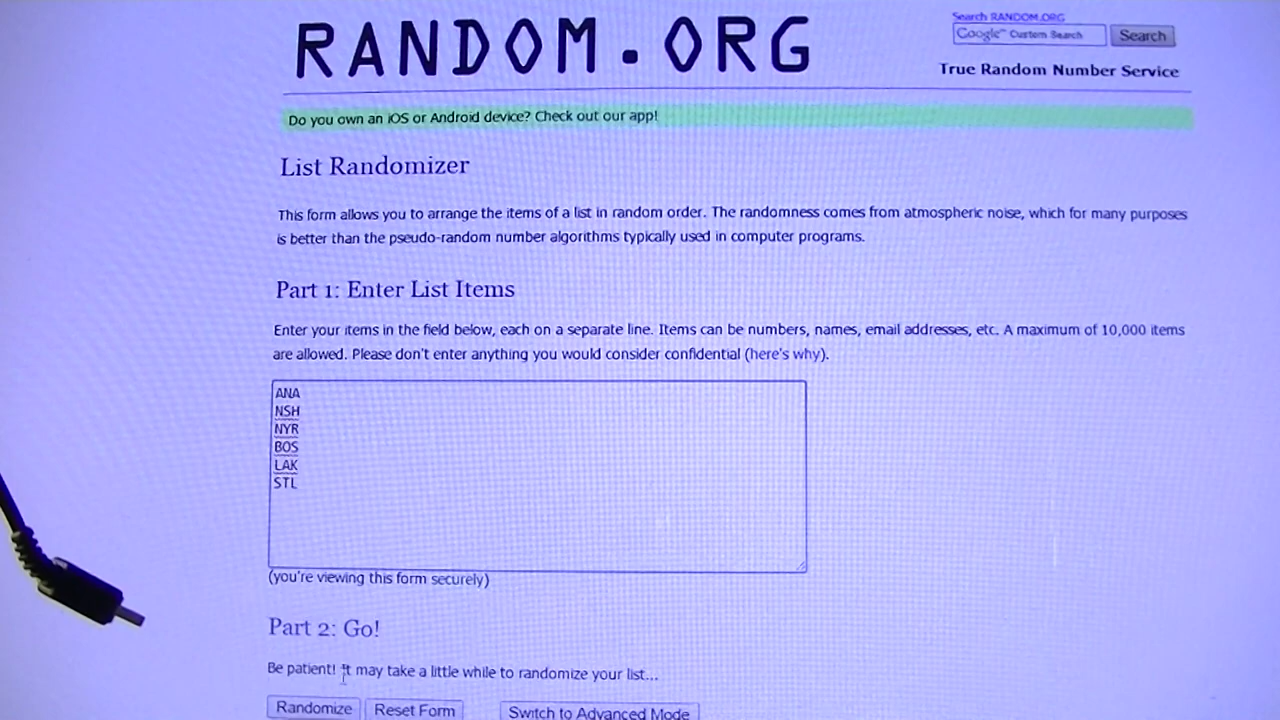 RANDOM.ORG
Search RANDOM.ORG
Google™ Custom Search
Search
True Random Number Service
Do you own an iOS or Android device? Check out our app!
List Randomizer
This form allows you to arrange the items of a list in random order. The randomness comes from atmospheric noise, which for many purposes
is better than the pseudo-random number algorithms typically used in computer programs.
Part 1: Enter List Items
Enter your items in the field below, each on a separate line. Items can be numbers, names, email addresses, etc. A maximum of 10,000 items
are allowed. Please don't enter anything you would consider confidential (here's why).
ANA
NSH
NYR
BOS
LAK
STL
(you're viewing this form securely)
Part 2: Go!
Be patient! It may take a little while to randomize your list...
Randomize
Reset Form
Switch to Advanced Mode